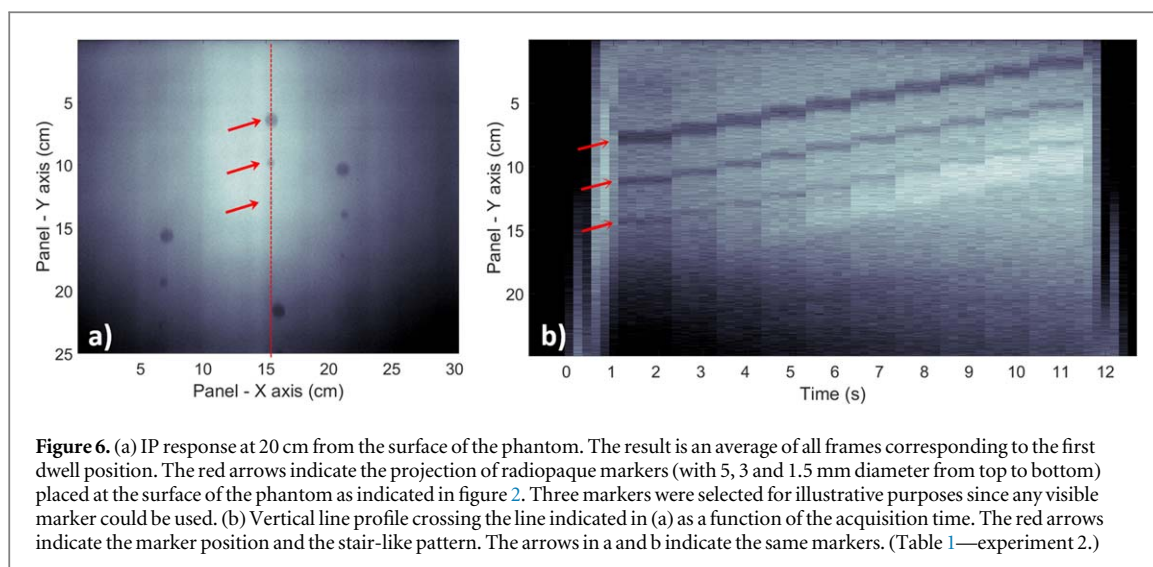 5
10
15
20
25
Panel - Y axis (cm)
a)
5 10 15 20 25 30
Panel - X axis (cm)
5
10
15
20
Panel - Y axis (cm)
b)
0 1 2 3 4 5 6 7 8 9 10 11 12
Time (s)
Figure 6. (a) IP response at 20 cm from the surface of the phantom. The result is an average of all frames corresponding to the first
dwell position. The red arrows indicate the projection of radiopaque markers (with 5, 3 and 1.5 mm diameter from top to bottom)
placed at the surface of the phantom as indicated in figure 2. Three markers were selected for illustrative purposes since any visible
marker could be used. (b) Vertical line profile crossing the line indicated in (a) as a function of the acquisition time. The red arrows
indicate the marker position and the stair-like pattern. The arrows in a and b indicate the same markers. (Table 1—experiment 2.)